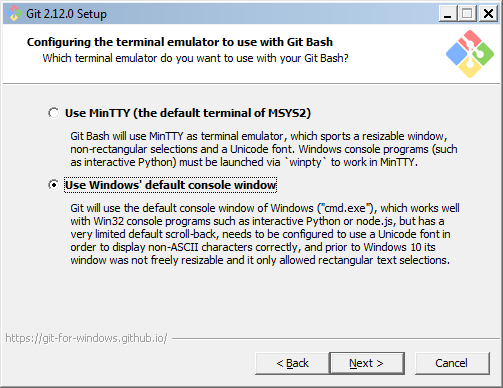 Git 2.12.0 Setup
Configuring the terminal emulator to use with Git Bash
Which terminal emulator do you want to use with your Git Bash?
Use MinTTY (the default terminal of MSYS2)
Git Bash will use MinTTY as terminal emulator, which sports a resizable window,
non-rectangular selections and a Unicode font. Windows console programs (such
as interactive Python) must be launched via `winpty` to work in MinTTY.
Use Windows' default console window
Git will use the default console window of Windows ("cmd.exe"), which works well
with Win32 console programs such as interactive Python or node.js, but has a
very limited default scroll-back, needs to be configured to use a Unicode font in
order to display non-ASCII characters correctly, and prior to Windows 10 its
window was not freely resizable and it only allowed rectangular text selections.
https://git-for-windows.github.io/
< Back
Next >
Cancel